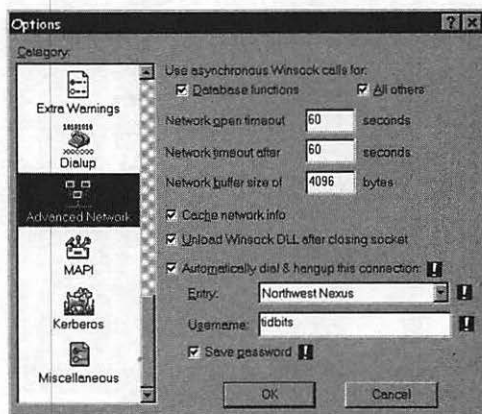 Options
Category:
Extra Warnings
Dialup
Advanced Network
MAPI
Kerberos
Miscellaneous
Use asynchronous Winsock calls for:
Database functions
All others
Network open timeout 60 seconds
Network timeout after 60 seconds
Network buffer size of 4096 bytes
Cache network info
Unload Winsock DLL after closing socket
Automatically dial & hangup this connection:
Entry: Northwest Nexus
Username: tidbits
Save password
OK
Cancel